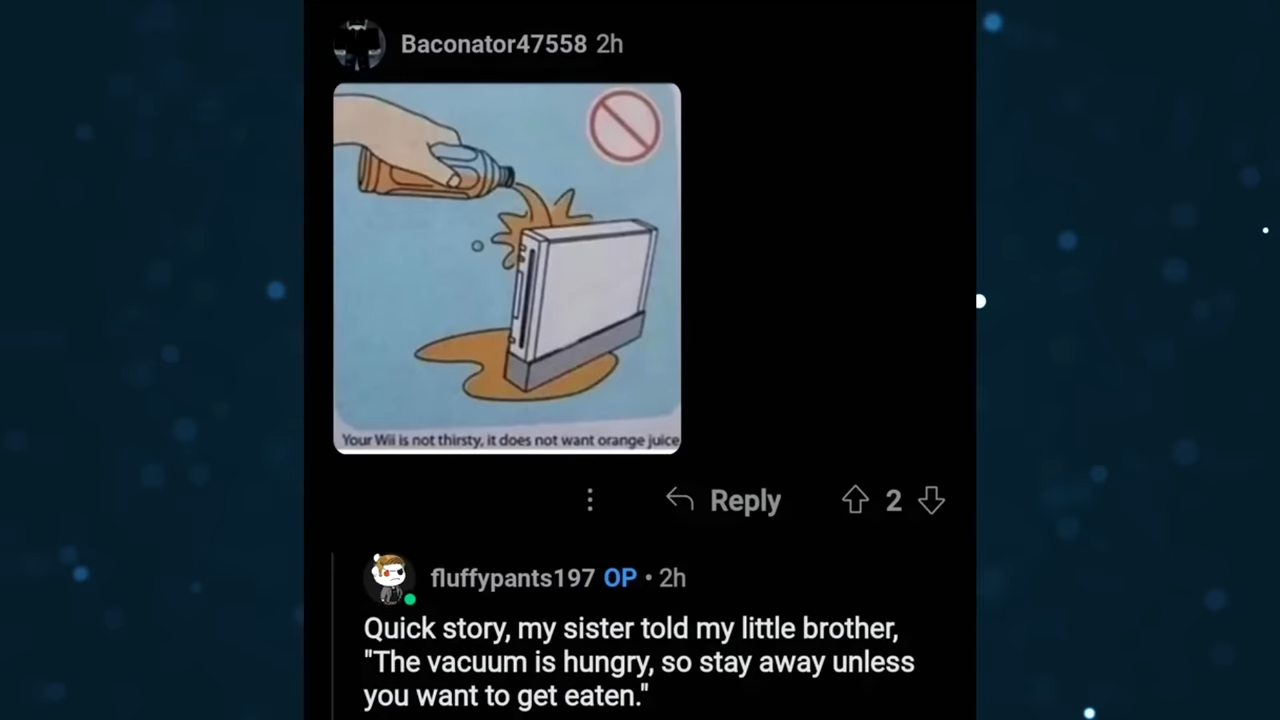 Baconator47558 2h
Your Wii is not thirsty, it does not want orange juice
Reply
2
fluffypants197 OP • 2h
Quick story, my sister told my little brother,
"The vacuum is hungry, so stay away unless
you want to get eaten."